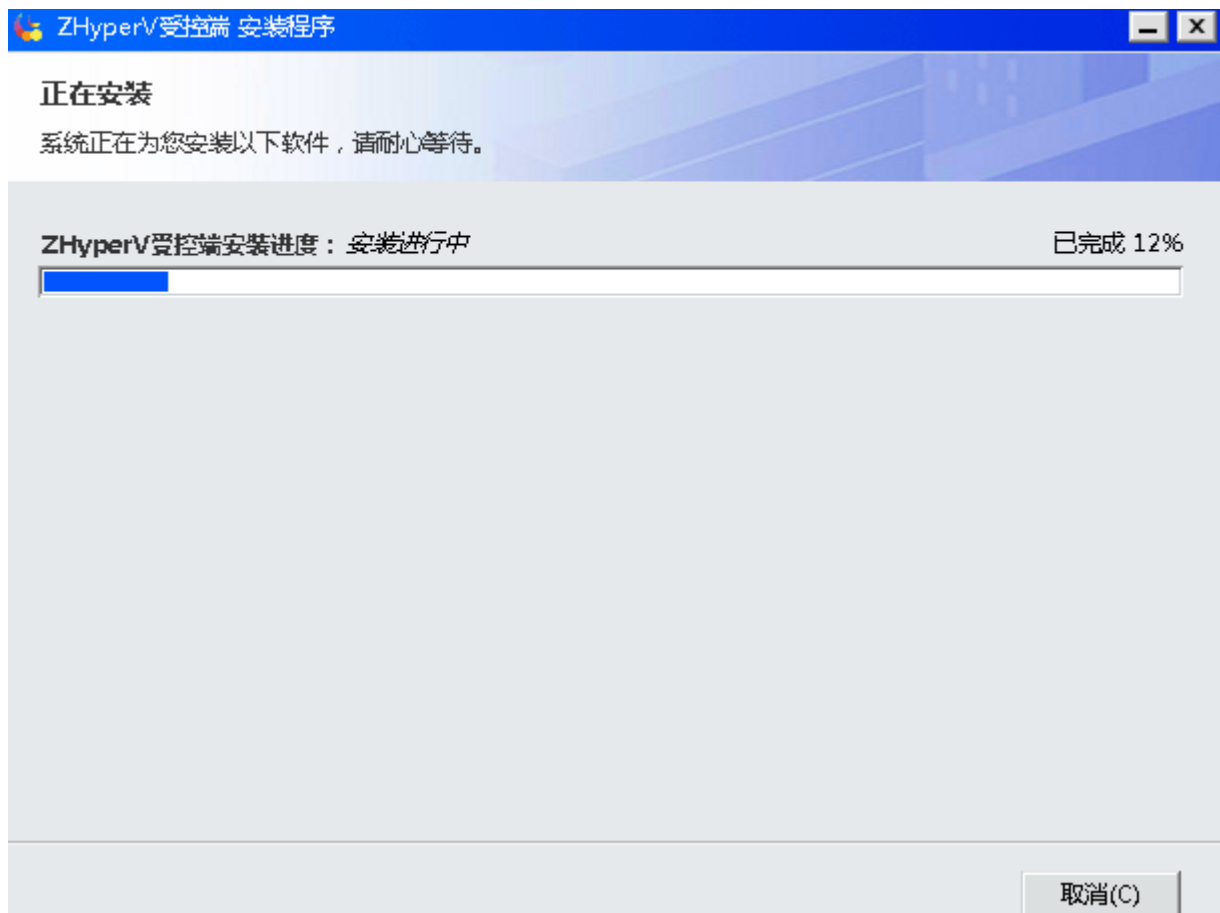 ZHyperV受控端 安装程序
正在安装
系统正在为您安装以下软件，请耐心等待。
ZHyperV受控端安装进度：安装进行中 已完成 12%
取消(C)